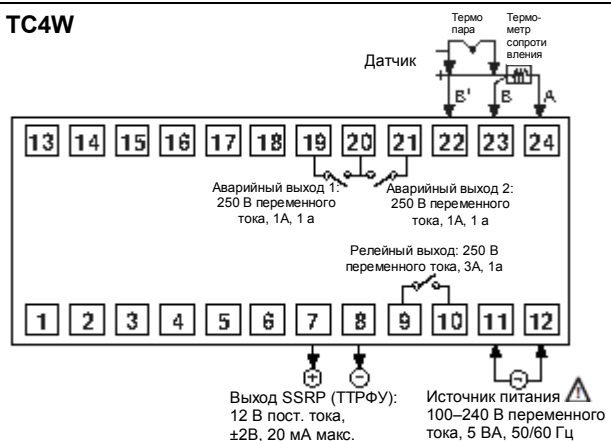 TC4W
Термо
пара
Термо-
метр
сопроти
вления
Датчик
B' B A
13 14 15 16 17 18 19 20 21 22 23 24
Аварийный выход 1:
250 В переменного
тока, 1А, 1 а
Аварийный выход 2:
250 В переменного
тока, 1А, 1 а
Релейный выход: 250 В
переменного тока, 3А, 1а
1 2 3 4 5 6 7 8 9 10 11 12
Выход SSRP (ТТРФУ):
12 В пост. тока,
±2В, 20 мА макс.
Источник питания
100–240 В переменного
тока, 5 ВА, 50/60 Гц